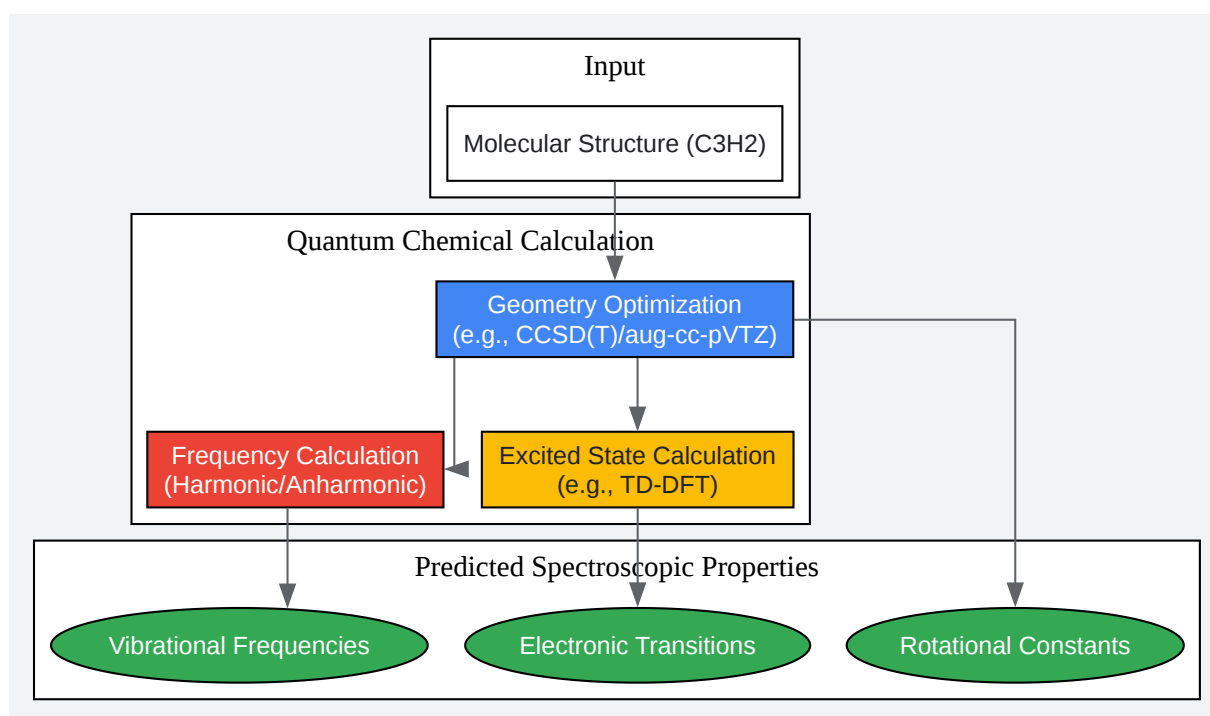 Input
Molecular Structure (C3H2)
Quantum Chemical Calculation
Geometry Optimization
(e.g., CCSD(T)/aug-cc-pVTZ)
Frequency Calculation
(Harmonic/Anharmonic)
Excited State Calculation
(e.g., TD-DFT)
Predicted Spectroscopic Properties
Vibrational Frequencies
Electronic Transitions
Rotational Constants